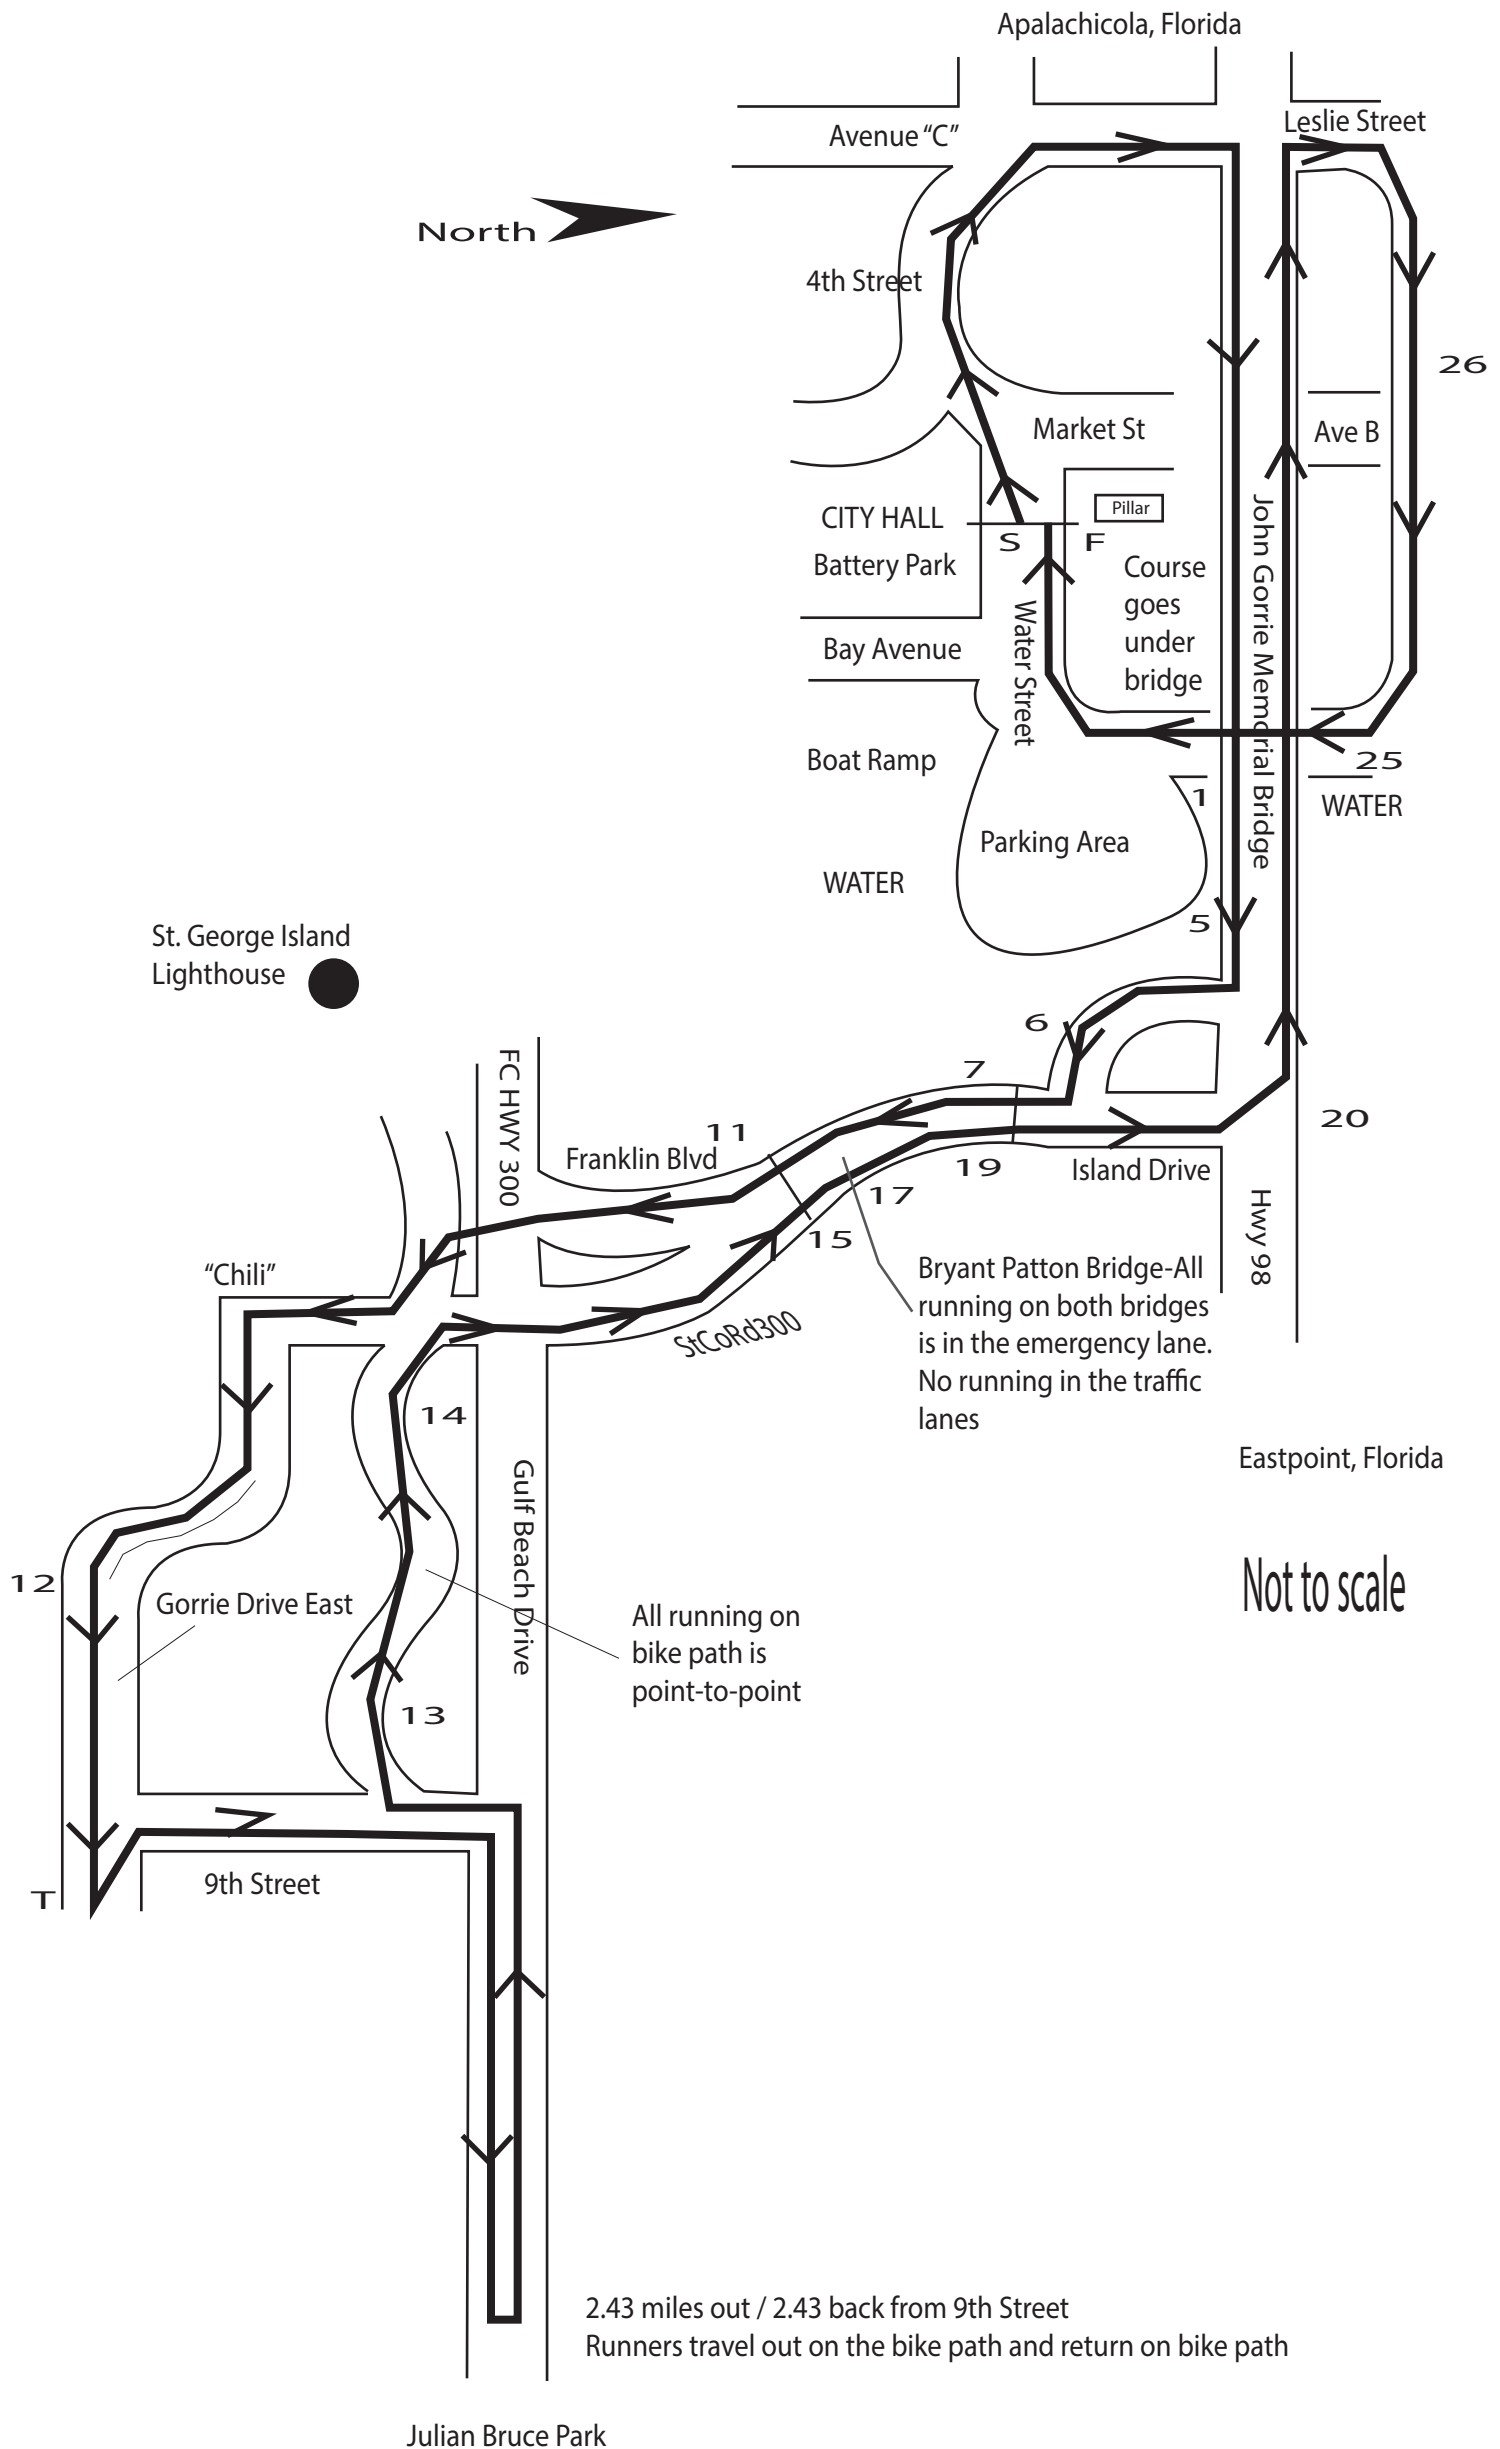 Apalachicola, Florida
Avenue “C”
Leslie Street
North
4th Street
26
Market St
Ave B
CITY HALL
Pillar
S
F
Battery Park
Course
goes
under
bridge
John Gorrie Memorial Bridge
Water Street
Bay Avenue
Boat Ramp
25
1
WATER
Parking Area
WATER
5
St. George Island
Lighthouse
6
7
FC HWY 300
11
20
Franklin Blvd
19
Island Drive
17
15
Hwy 98
“Chili”
Bryant Patton Bridge-All
running on both bridges
is in the emergency lane.
No running in the traffic
lanes
StCoRd300
14
Eastpoint, Florida
Gulf Beach Drive
12
Not to scale
Gorrie Drive East
All running on
bike path is
point-to-point
13
9th Street
T
2.43 miles out / 2.43 back from 9th Street
Runners travel out on the bike path and return on bike path
Julian Bruce Park